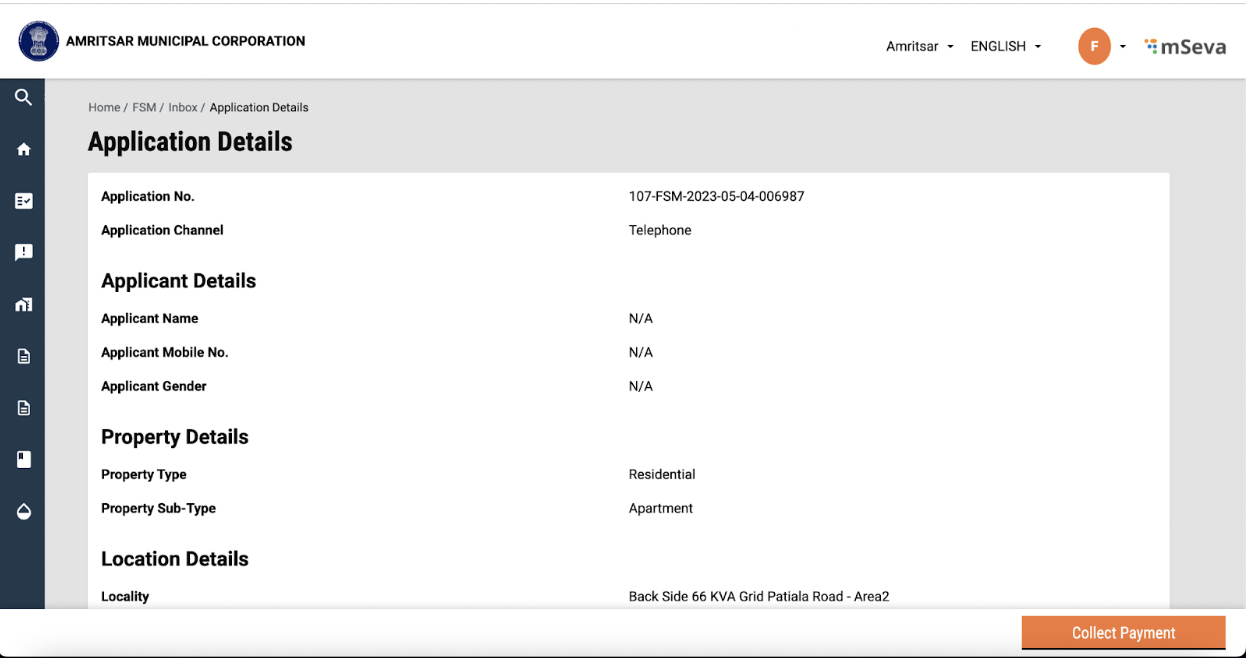 AMRITSAR MUNICIPAL CORPORATION
Amritsar ENGLISH F mSeva
Home / FSM / Inbox / Application Details
Application Details
Application No. 107-FSM-2023-05-04-006987
Application Channel Telephone
Applicant Details
Applicant Name N/A
Applicant Mobile No. N/A
Applicant Gender N/A
Property Details
Property Type Residential
Property Sub-Type Apartment
Location Details
Locality Back Side 66 KVA Grid Patiala Road - Area2
Collect Payment